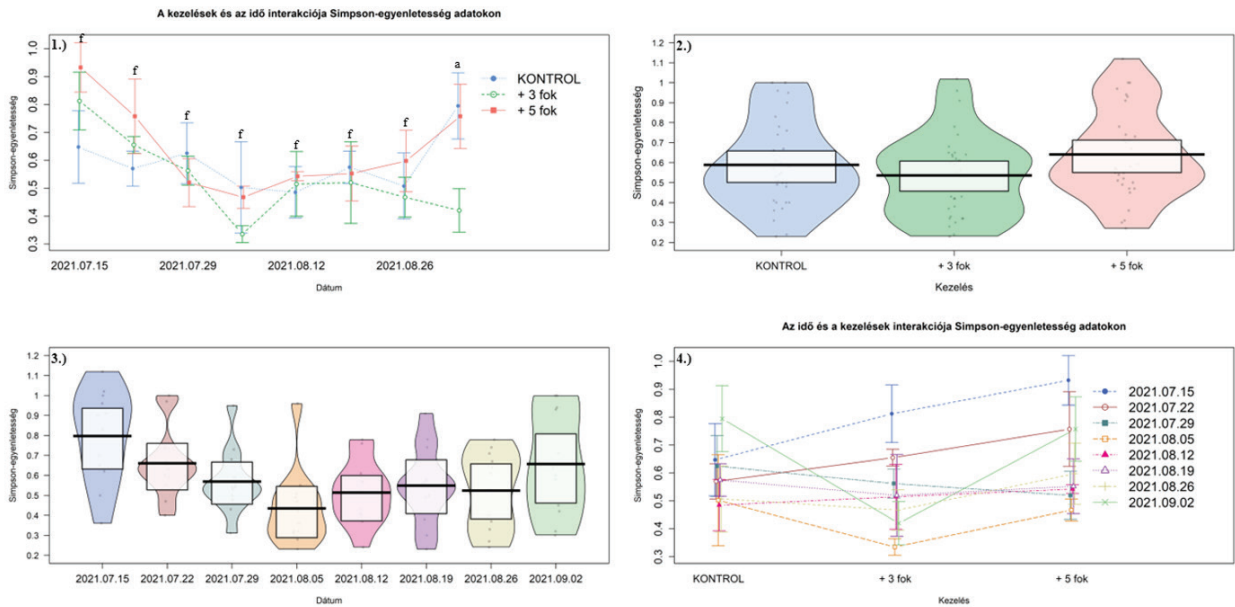 A kezelések és az idő interakciója Simpson-egyenletesség adatokon
1.)
Simpson-egyenletesség
1.0
0.9
0.8
0.7
0.6
0.5
0.4
0.3
f
f
f
f
f
f
f
a
KONTROL
+ 3 fok
+ 5 fok
2021.07.15 2021.07.29 2021.08.12 2021.08.26
Dátum
2.)
Simpson-egyenletesség
1.2
1.1
1
0.9
0.8
0.7
0.6
0.5
0.4
0.3
0.2
KONTROL + 3 fok + 5 fok
Kezelés
3.)
Simpson-egyenletesség
1.2
1.1
1
0.9
0.8
0.7
0.6
0.5
0.4
0.3
0.2
2021.07.15 2021.07.22 2021.07.29 2021.08.05 2021.08.12 2021.08.19 2021.08.26 2021.09.02
Dátum
Az idő és a kezelések interakciója Simpson-egyenletesség adatokon
4.)
Simpson-egyenletesség
1.0
0.9
0.8
0.7
0.6
0.5
0.4
0.3
2021.07.15
2021.07.22
2021.07.29
2021.08.05
2021.08.12
2021.08.19
2021.08.26
2021.09.02
KONTROL + 3 fok + 5 fok
Kezelés